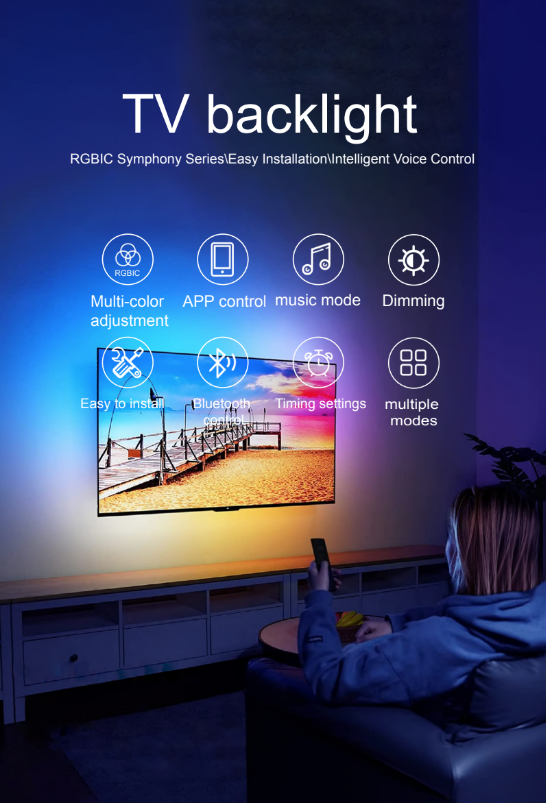 TV backlight
RGBIC Symphony Series\Easy Installation\Intelligent Voice Control
RGBIC
Multi-color
adjustment
APP control
music mode
Dimming
Easy to install
Bluetooth
control
Timing settings
multiple
modes